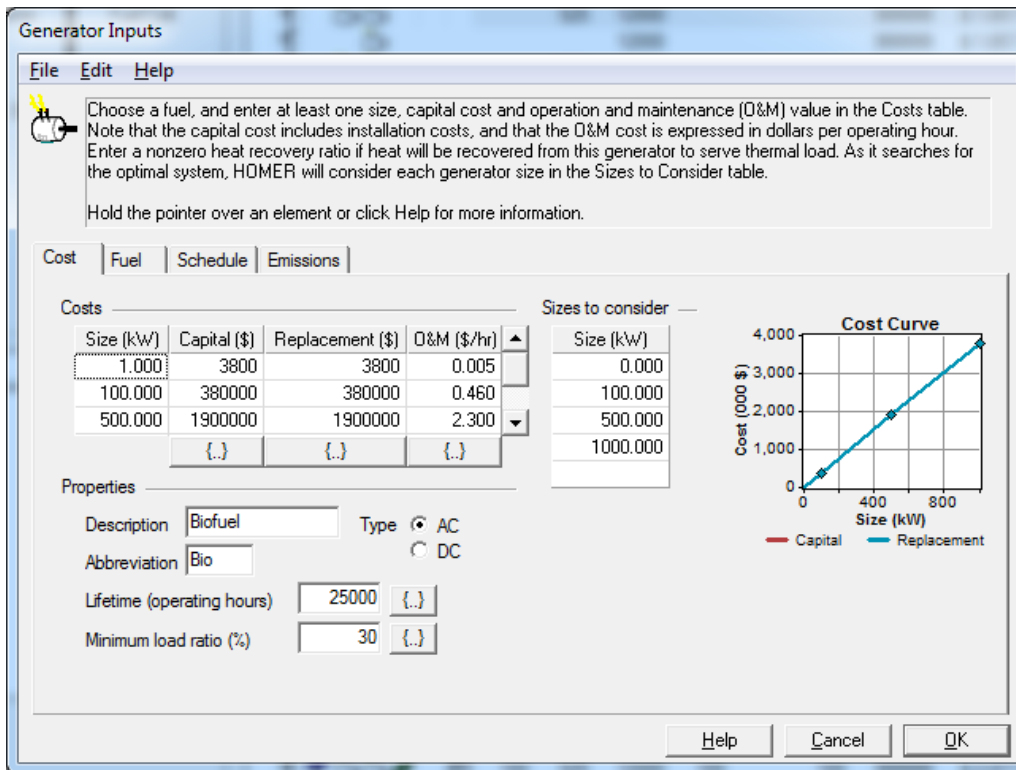 Generator Inputs
File Edit Help
Choose a fuel, and enter at least one size, capital cost and operation and maintenance (O&M) value in the Costs table.
Note that the capital cost includes installation costs, and that the O&M cost is expressed in dollars per operating hour.
Enter a nonzero heat recovery ratio if heat will be recovered from this generator to serve thermal load. As it searches for
the optimal system, HOMER will consider each generator size in the Sizes to Consider table.
Hold the pointer over an element or click Help for more information.
Cost Fuel Schedule Emissions
Costs
Size (kW) Capital ($) Replacement ($) O&M ($/hr)
1.000 3800 3800 0.005
100.000 380000 380000 0.460
500.000 1900000 1900000 2.300
{..} {..} {..}
Sizes to consider
Size (kW)
0.000
100.000
500.000
1000.000
Cost Curve
4,000
3,000
2,000
1,000
0
Cost (000 $)
0 400 800
Size (kW)
Capital Replacement
Properties
Description Biofuel Type AC
DC
Abbreviation Bio
Lifetime (operating hours) 25000 {..}
Minimum load ratio (%) 30 {..}
Help Cancel OK